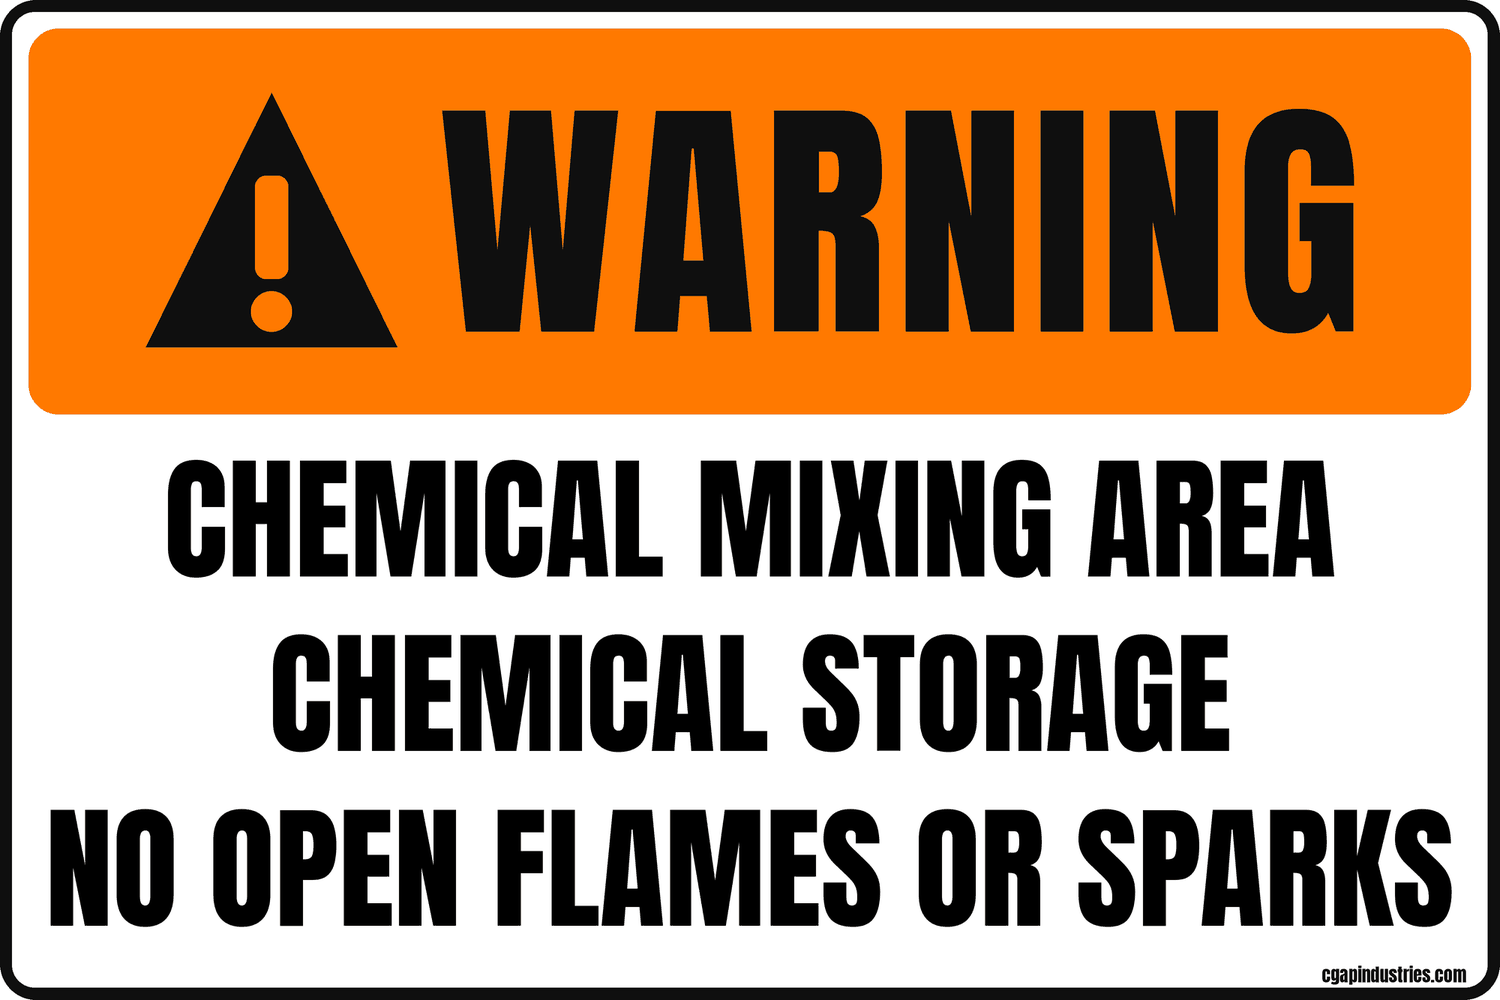 WARNING
CHEMICAL MIXING AREA
CHEMICAL STORAGE
NO OPEN FLAMES OR SPARKS
cgapindustries.com